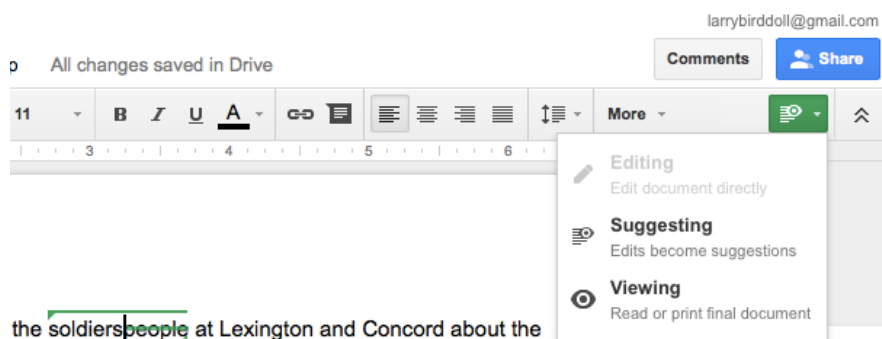 larrybirddoll@gmail.com
p All changes saved in Drive Comments Share
11 B I U A More
3 4 5 6
Editing
Edit document directly
Suggesting
Edits become suggestions
Viewing
Read or print final document
the soldierspeople at Lexington and Concord about the